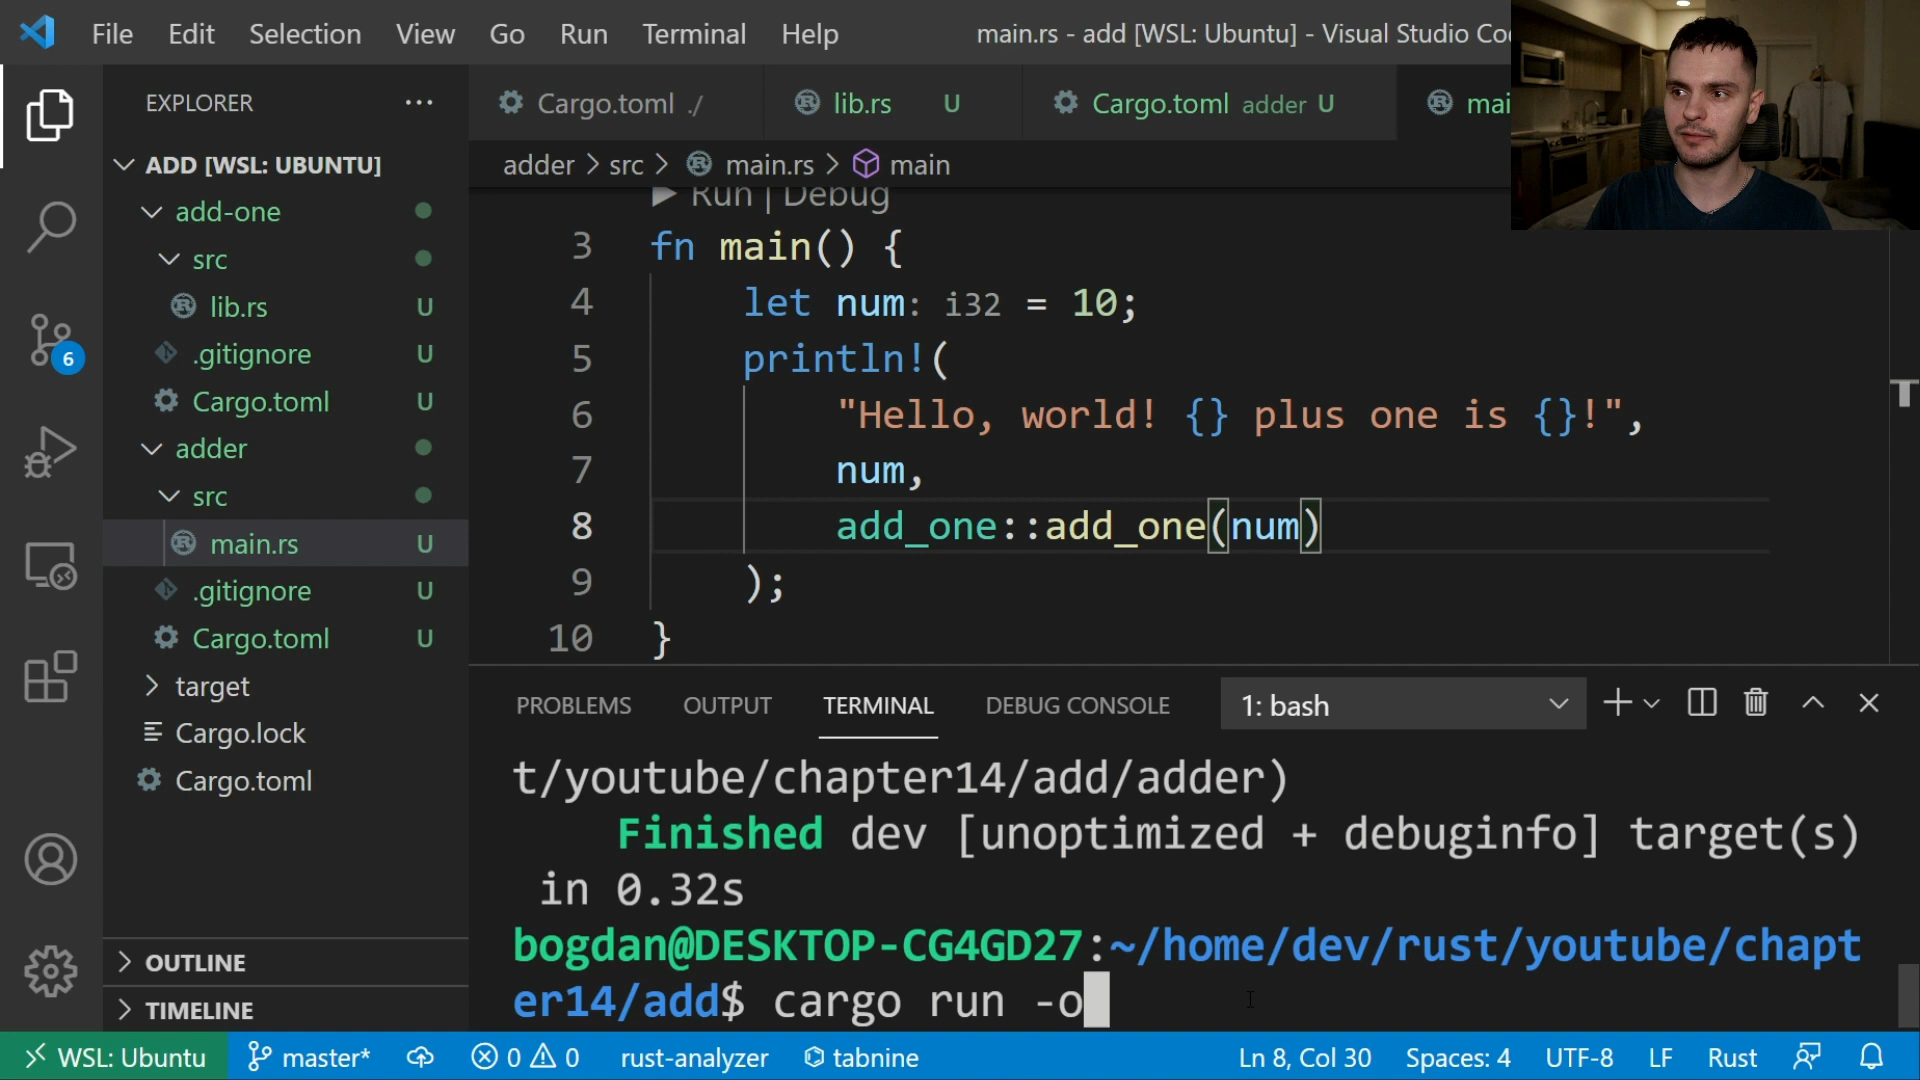 File Edit Selection View Go Run Terminal Help
main.rs - add [WSL: Ubuntu] - Visual Studio
EXPLORER
Cargo.toml ./
lib.rs U
Cargo.toml adder U
ADD [WSL: UBUNTU]
adder > src > main.rs > main
add-one
src
lib.rs U
.gitignore U
Cargo.toml U
adder
src
main.rs U
.gitignore U
Cargo.toml U
target
Cargo.lock
Cargo.toml
OUTLINE
TIMELINE
6
Run | Debug
3 fn main() {
4 let num: i32 = 10;
5 println!(
6 "Hello, world! {} plus one is {}!",
7 num,
8 add_one::add_one(num)
9 );
10 }
PROBLEMS OUTPUT TERMINAL DEBUG CONSOLE 1: bash
t/youtube/chapter14/add/adder)
Finished dev [unoptimized + debuginfo] target(s)
in 0.32s
bogdan@DESKTOP-CG4GD27:~/home/dev/rust/youtube/chapt
er14/add$ cargo run -o
WSL: Ubuntu master* 0 0 rust-analyzer tabnine Ln 8, Col 30 Spaces: 4 UTF-8 LF Rust